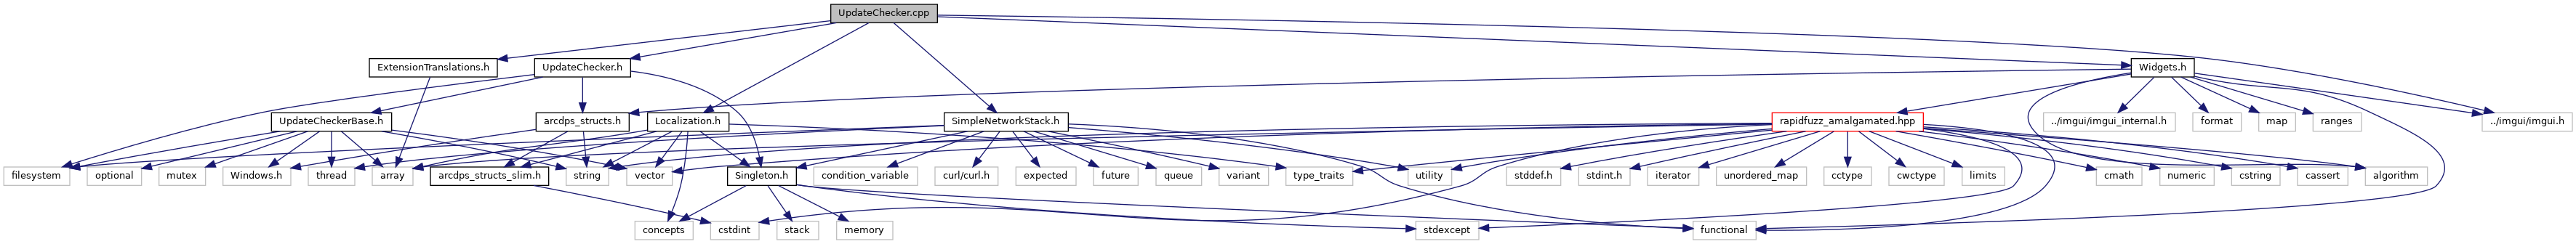 UpdateChecker.cpp
ExtensionTranslations.h
UpdateChecker.h
Widgets.h
UpdateCheckerBase.h
arcdps_structs.h
Localization.h
SimpleNetworkStack.h
rapidfuzz_amalgamated.hpp
../imgui/imgui_internal.h
format
map
ranges
../imgui/imgui.h
filesystem
optional
mutex
Windows.h
thread
array
arcdps_structs_slim.h
string
vector
Singleton.h
condition_variable
curl/curl.h
expected
future
queue
variant
type_traits
utility
stddef.h
stdint.h
iterator
unordered_map
cctype
cwctype
limits
cmath
numeric
cstring
cassert
algorithm
concepts
cstdint
stack
memory
stdexcept
functional